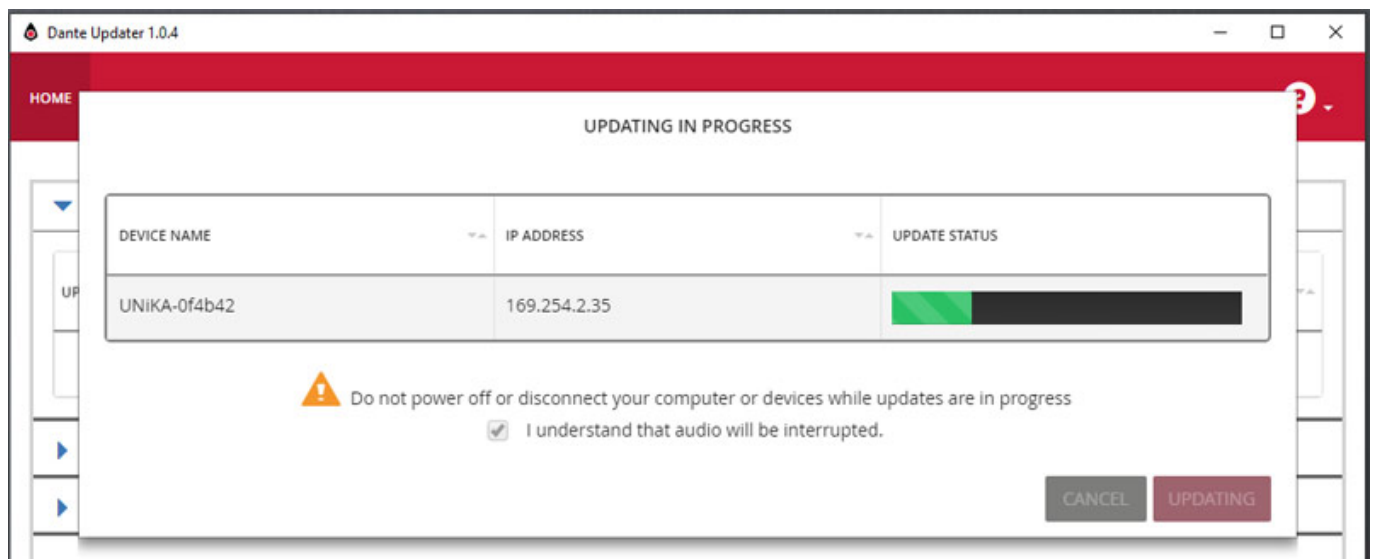 Dante Updater 1.0.4
HOME
?
UPDATING IN PROGRESS
DEVICE NAME IP ADDRESS UPDATE STATUS
UP
UNiKA-0f4b42 169.254.2.35
Do not power off or disconnect your computer or devices while updates are in progress
I understand that audio will be interrupted.
CANCEL UPDATING